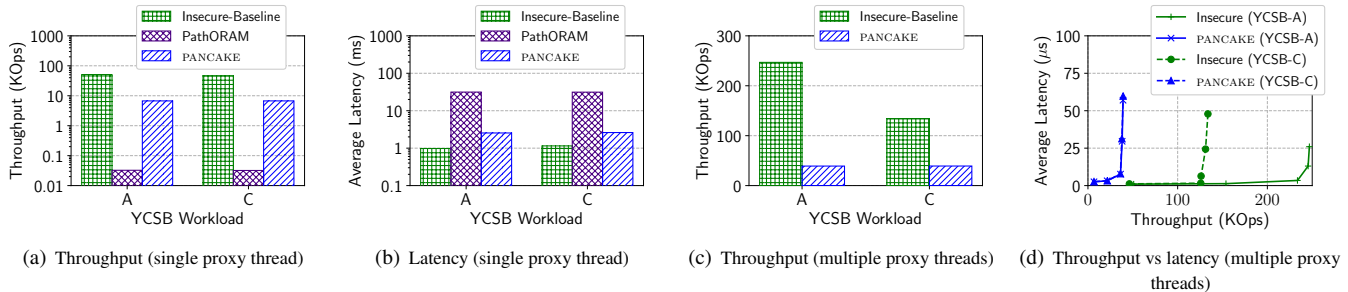 Insecure-Baseline
PathORAM
PANCAKE
1000
100
10
1
0.1
0.01
Throughput (KOps)
A
C
YCSB Workload
(a) Throughput (single proxy thread)
Insecure-Baseline
PathORAM
PANCAKE
1000
100
10
1
0.1
Average Latency (ms)
A
C
YCSB Workload
(b) Latency (single proxy thread)
Insecure-Baseline
PANCAKE
300
200
100
0
Throughput (KOps)
A
C
YCSB Workload
(c) Throughput (multiple proxy threads)
Insecure (YCSB-A)
PANCAKE (YCSB-A)
Insecure (YCSB-C)
PANCAKE (YCSB-C)
100
75
50
25
0
Average Latency (μs)
0
100
200
Throughput (KOps)
(d) Throughput vs latency (multiple proxy
threads)